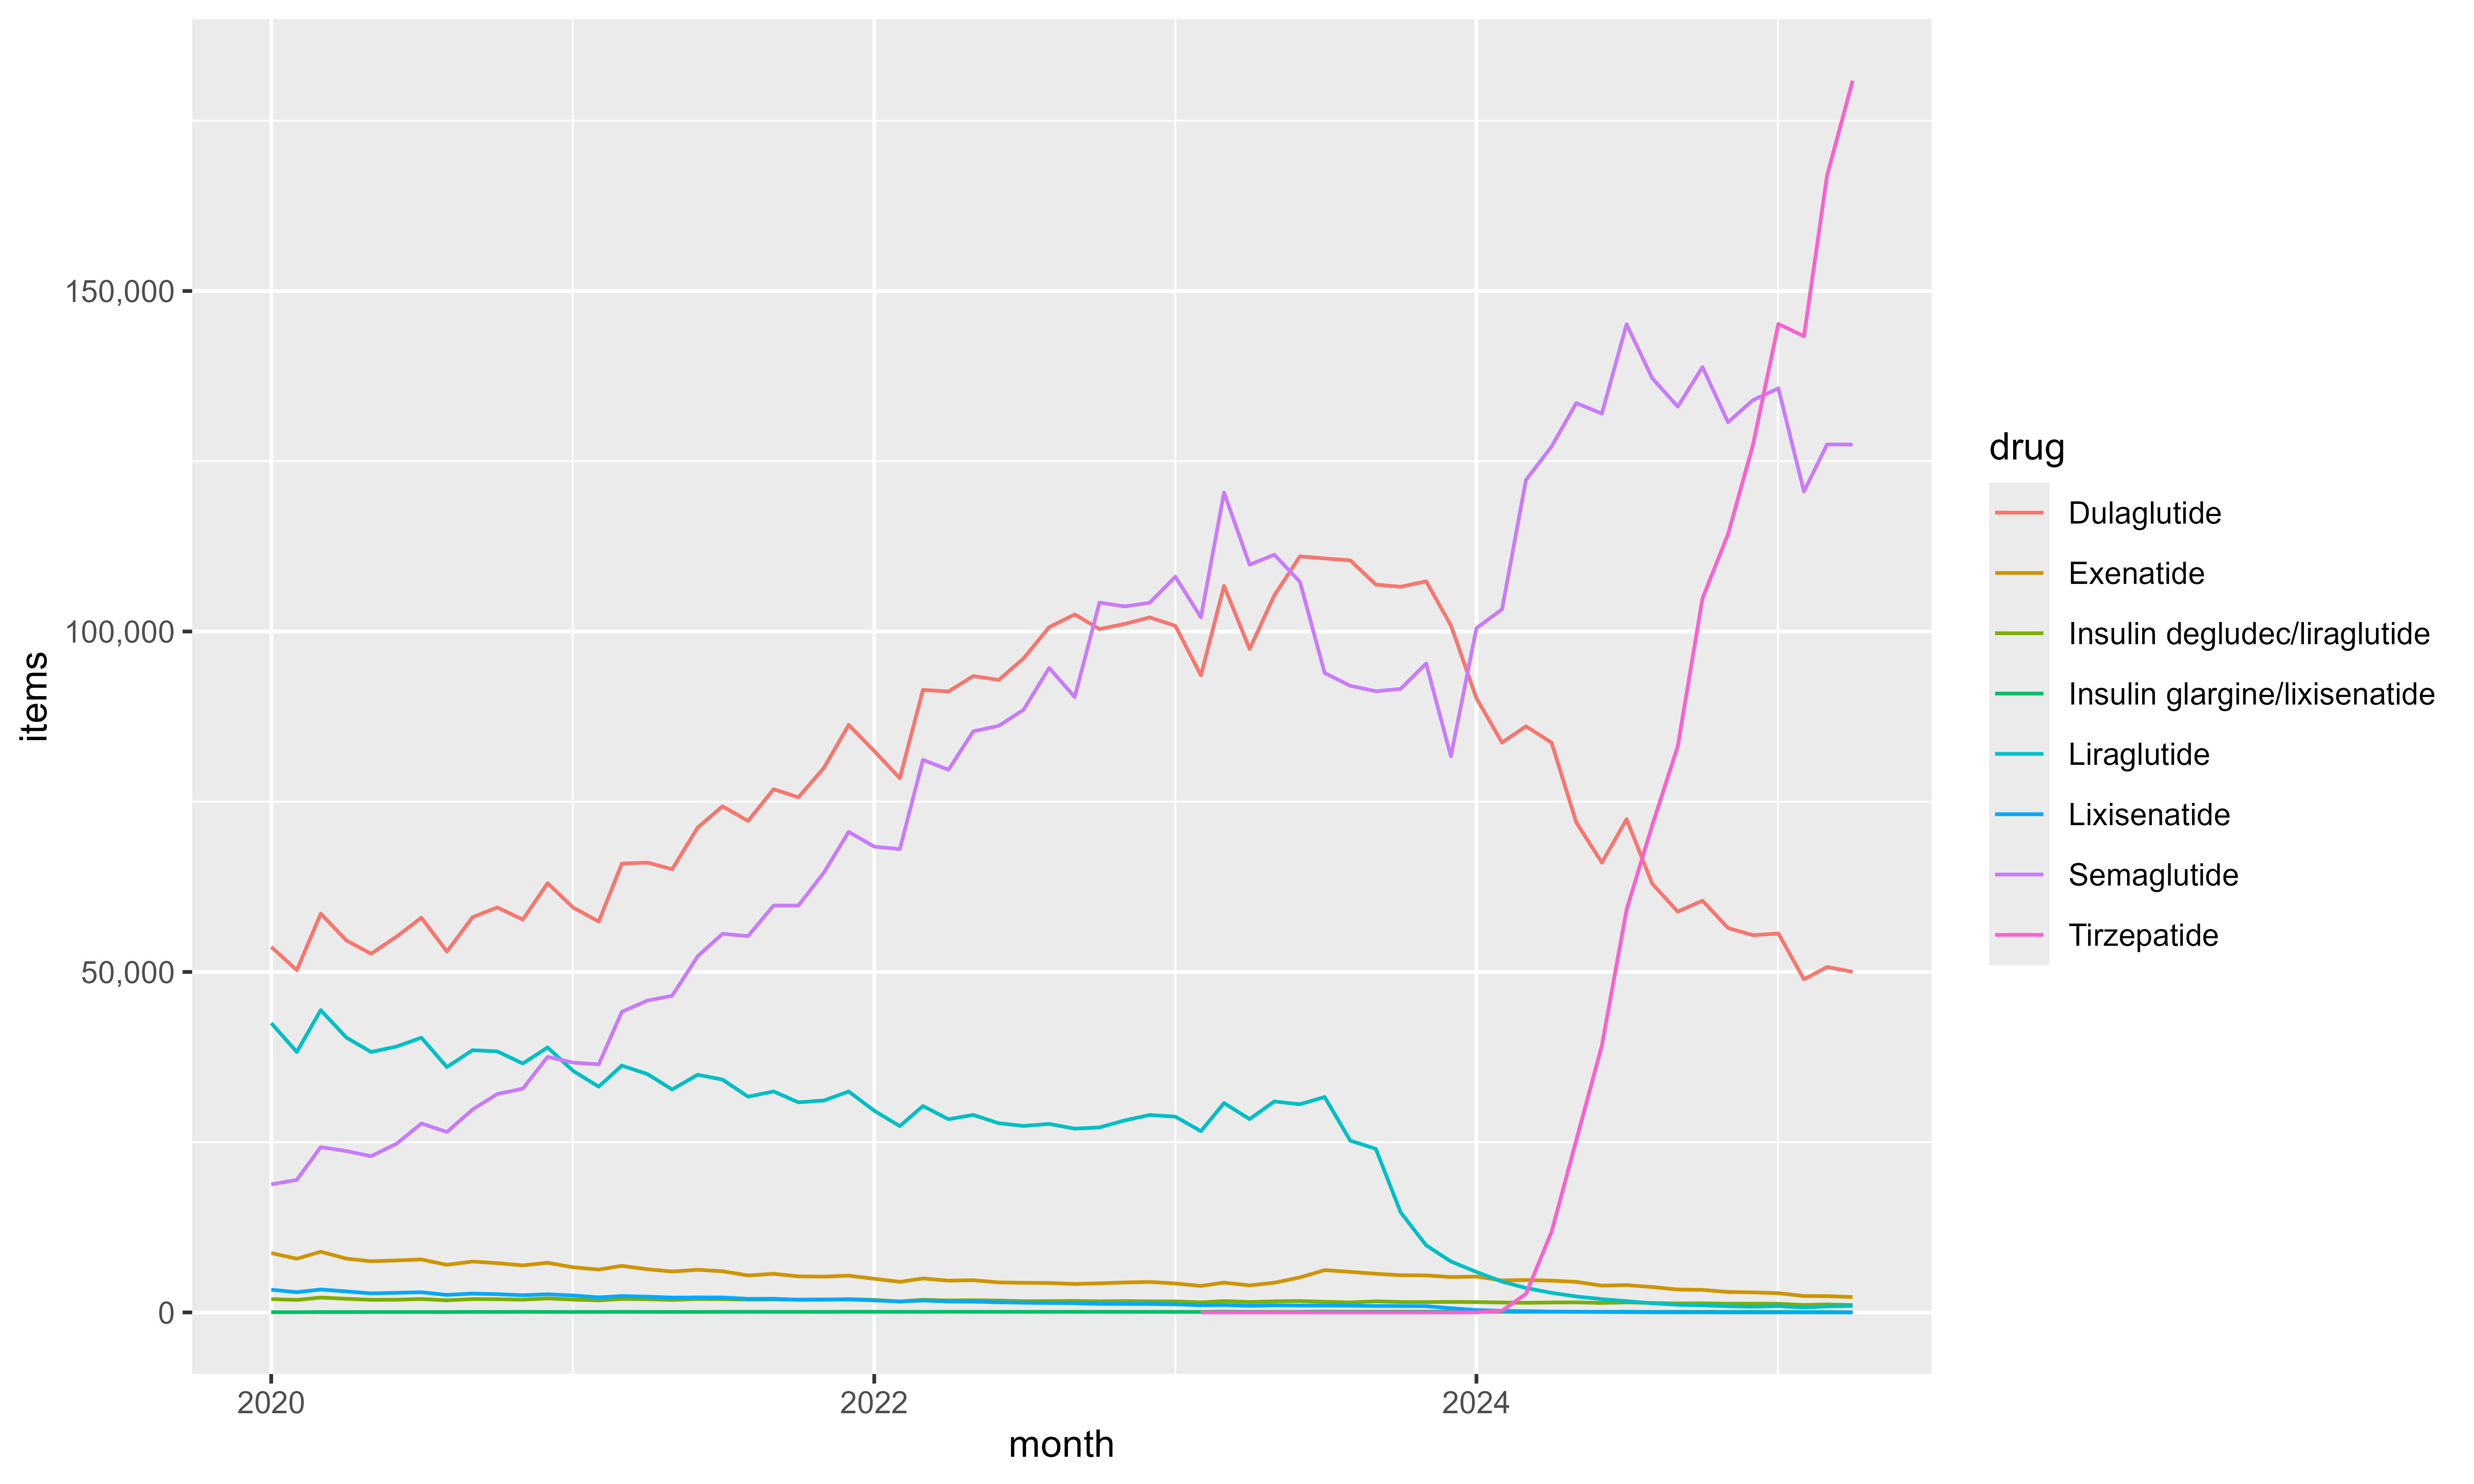 150,000
100,000
50,000
0
items
2020
2022
2024
month
drug
Dulaglutide
Exenatide
Insulin degludec/liraglutide
Insulin glargine/lixisenatide
Liraglutide
Lixisenatide
Semaglutide
Tirzepatide